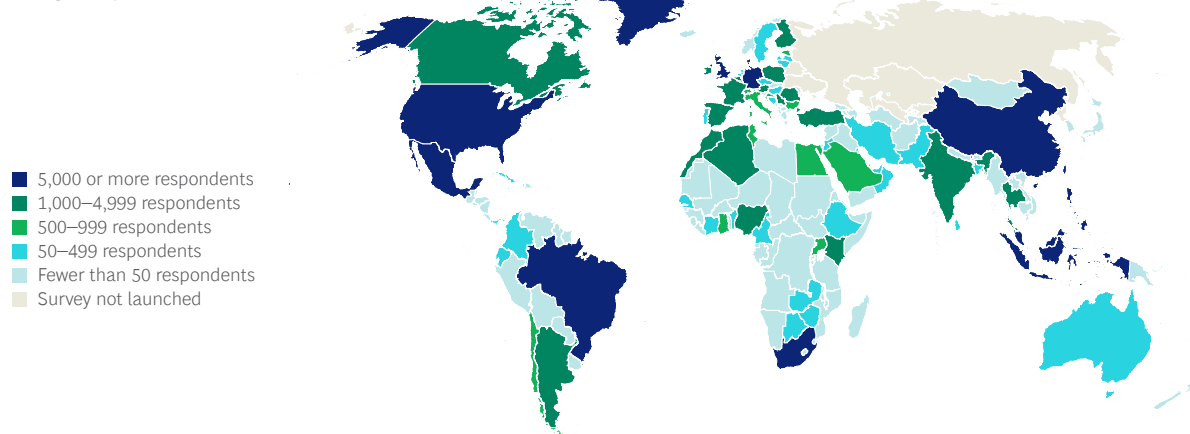 5,000 or more respondents
1,000–4,999 respondents
500–999 respondents
50–499 respondents
Fewer than 50 respondents
Survey not launched